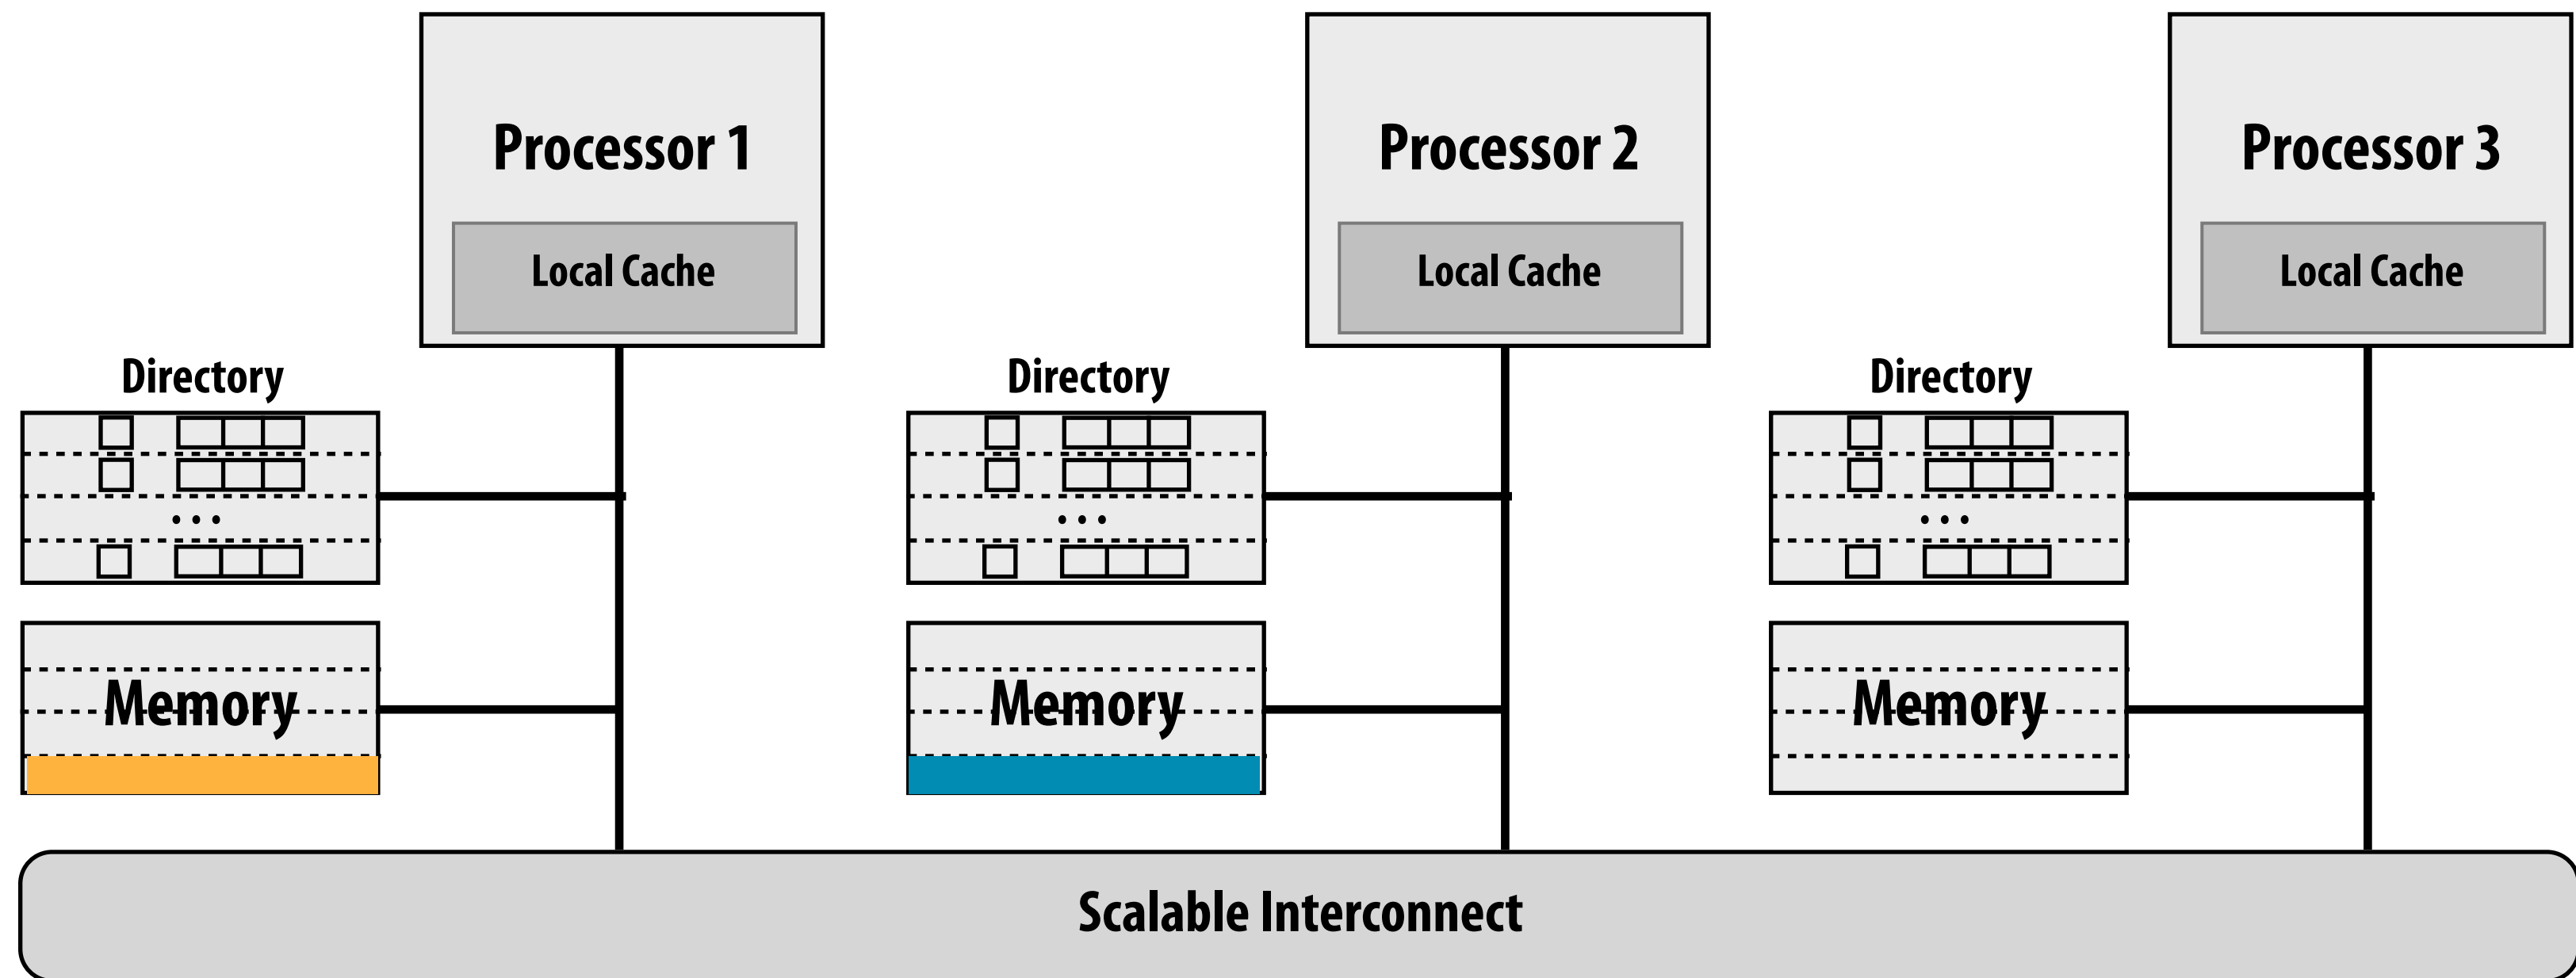 Processor 1
Processor 2
Processor 3
Local Cache
Local Cache
Local Cache
Directory
Directory
Directory
• • •
• • •
• • •
Memory
Memory
Memory
Scalable Interconnect